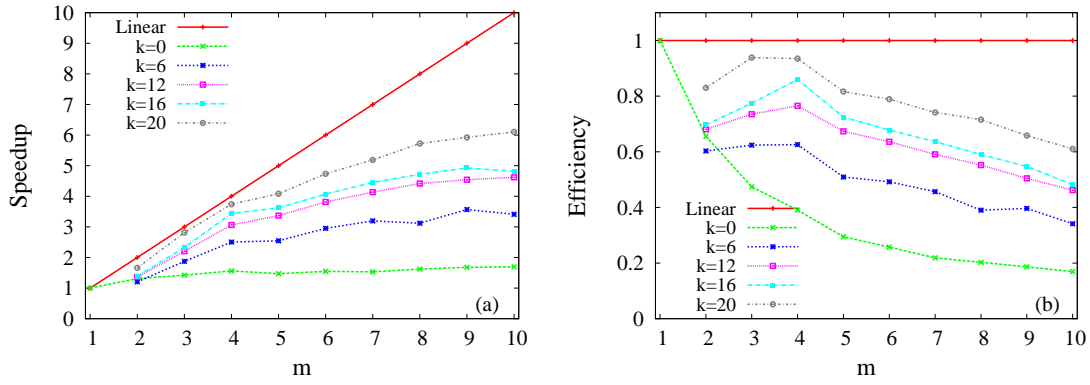 Speedup
10
9
8
7
6
5
4
3
2
1
0
Linear
k=0
k=6
k=12
k=16
k=20
(a)
1 2 3 4 5 6 7 8 9 10
m
Efficiency
1
0.8
0.6
0.4
0.2
0
Linear
k=0
k=6
k=12
k=16
k=20
(b)
1 2 3 4 5 6 7 8 9 10
m